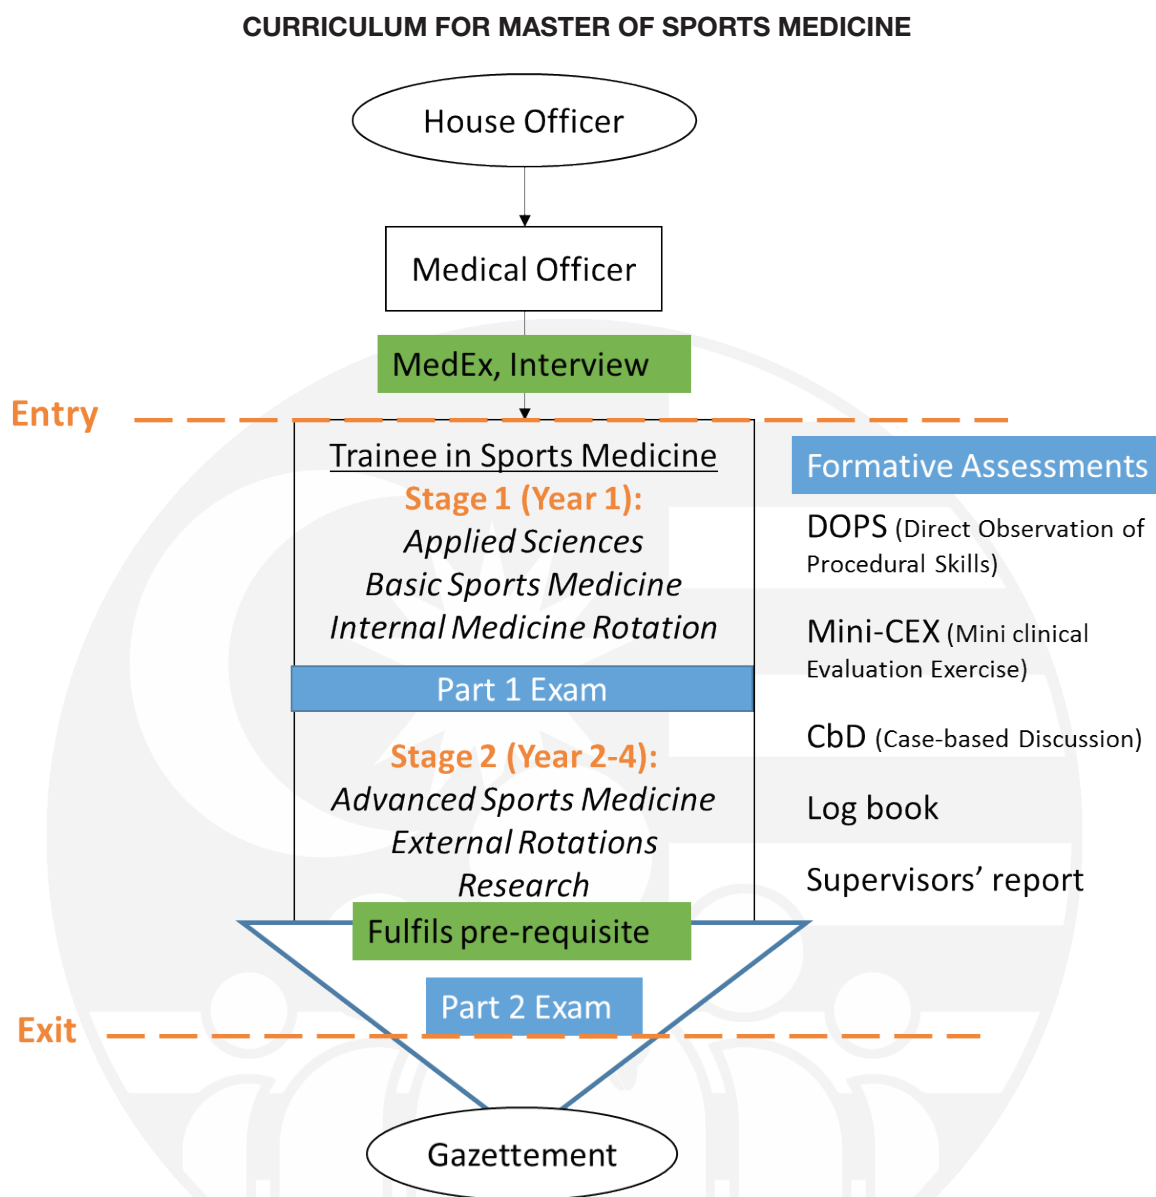 CURRICULUM FOR MASTER OF SPORTS MEDICINE
House Officer
Medical Officer
MedEx, Interview
Entry
Trainee in Sports Medicine
Stage 1 (Year 1):
Applied Sciences
Basic Sports Medicine
Internal Medicine Rotation
Part 1 Exam
Stage 2 (Year 2-4):
Advanced Sports Medicine
External Rotations
Research
Fulfils pre-requisite
Part 2 Exam
Exit
Gazettement
Formative Assessments
DOPS (Direct Observation of
Procedural Skills)
Mini-CEX (Mini clinical
Evaluation Exercise)
CbD (Case-based Discussion)
Log book
Supervisors’ report